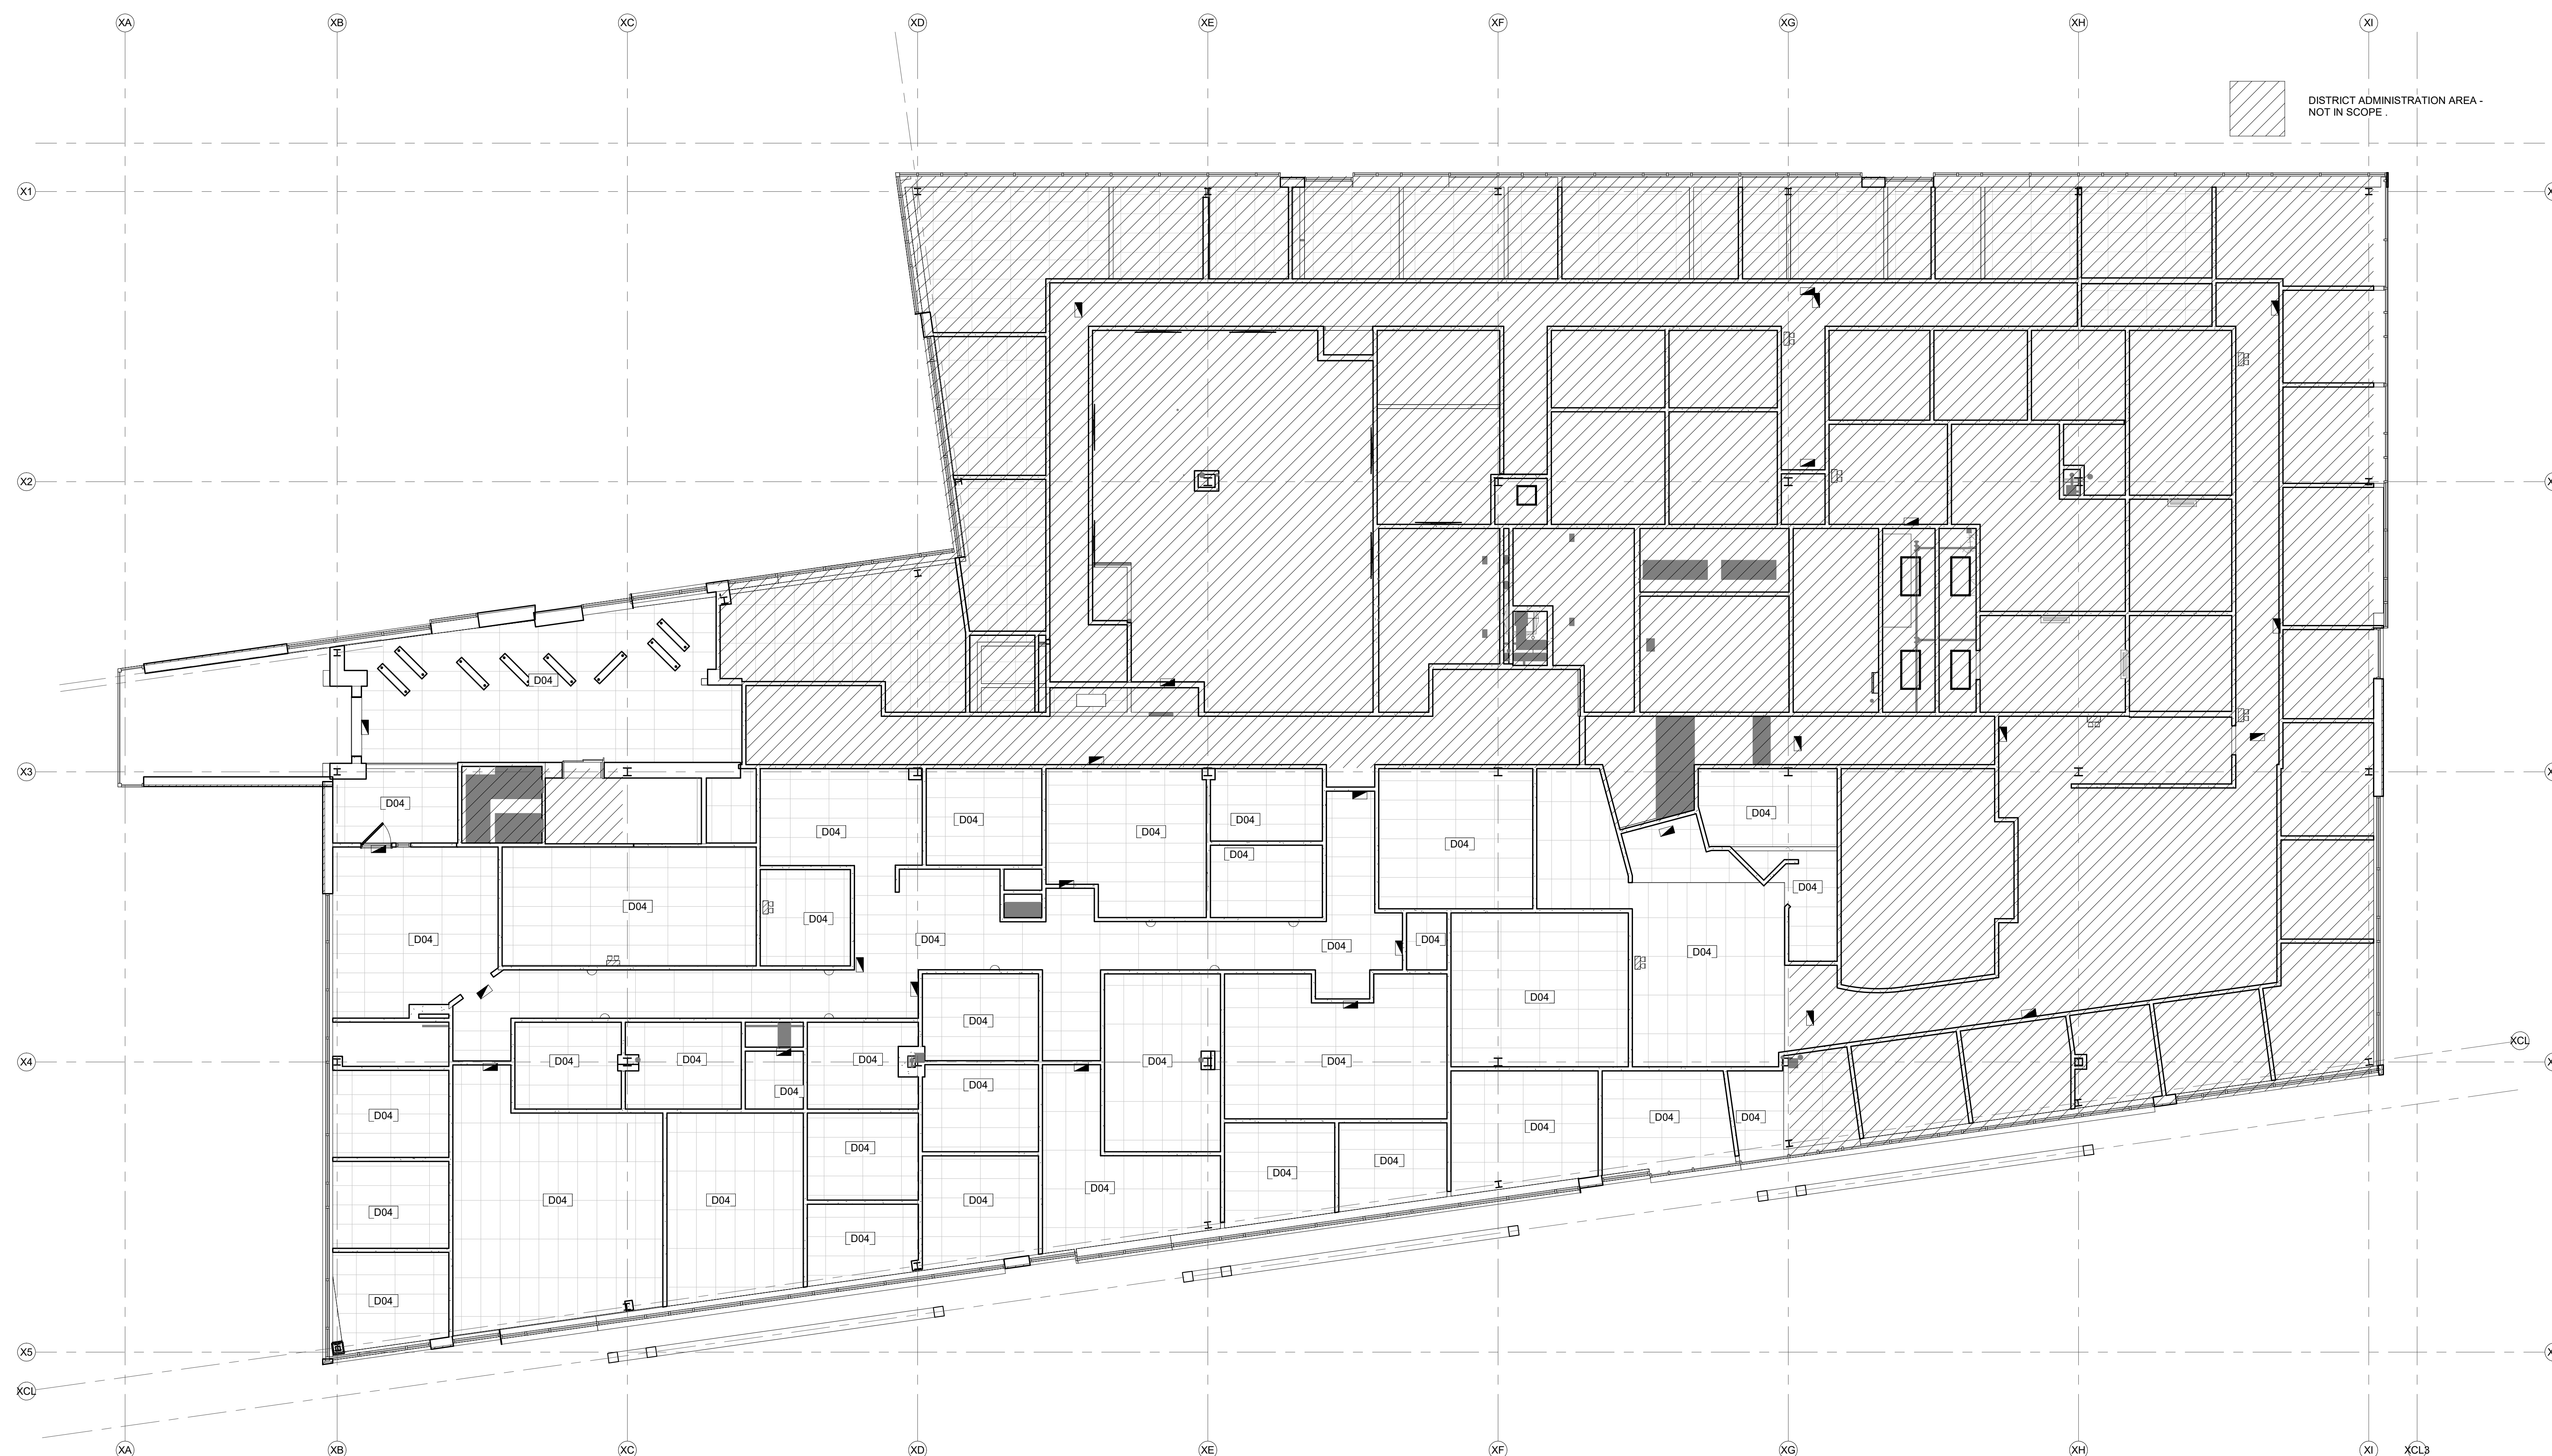 XA XB XC XD XE XF XG XH XI
DISTRICT ADMINISTRATION AREA -
NOT IN SCOPE .
X1
X2
D04
X3
D04
D04
D04 D04
D04 D04
D04
D04
D04
D04
D04
D04 D04 D04
D04
D04
D04
D04
XCL
X4 D04 D04 D04 D04 D04
D04
D04
D04 D04 D04
D04
D04
D04
D04
D04
D04 D04 D04
D04
D04
D04
X5
XCL
XA XB XC XD XE XF XG XH XI XCL3